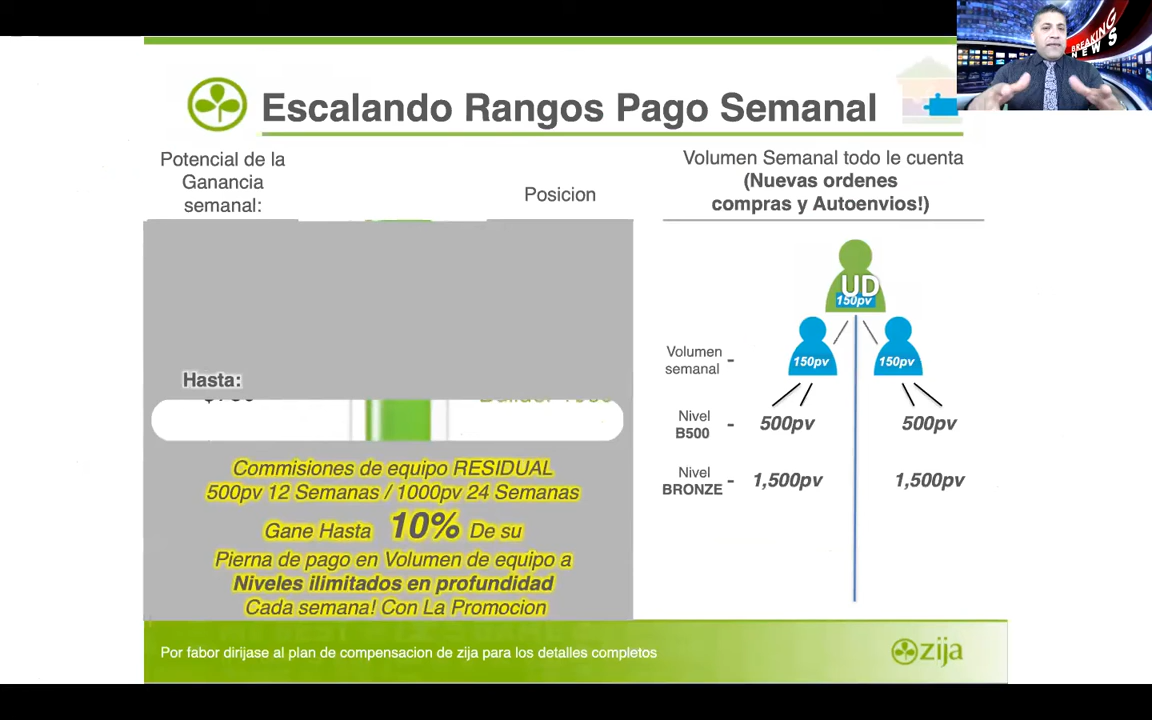 BREAKING
NEWS
Escalando Rangos Pago Semanal
Potencial de la
Ganancia
semanal:
Posicion
Volumen Semanal todo le cuenta
(Nuevas ordenes
compras y Autoenvios!)
UD
150pv
Volumen
semanal -
150pv 150pv
Hasta:
Nivel
B500 - 500pv 500pv
Nivel
BRONZE - 1,500pv 1,500pv
Commisiones de equipo RESIDUAL
500pv 12 Semanas / 1000pv 24 Semanas
Gane Hasta 10% De su
Pierna de pago en Volumen de equipo a
Niveles ilimitados en profundidad
Cada semana! Con La Promocion
Por fabor dirijase al plan de compensacion de zija para los detalles completos
zija